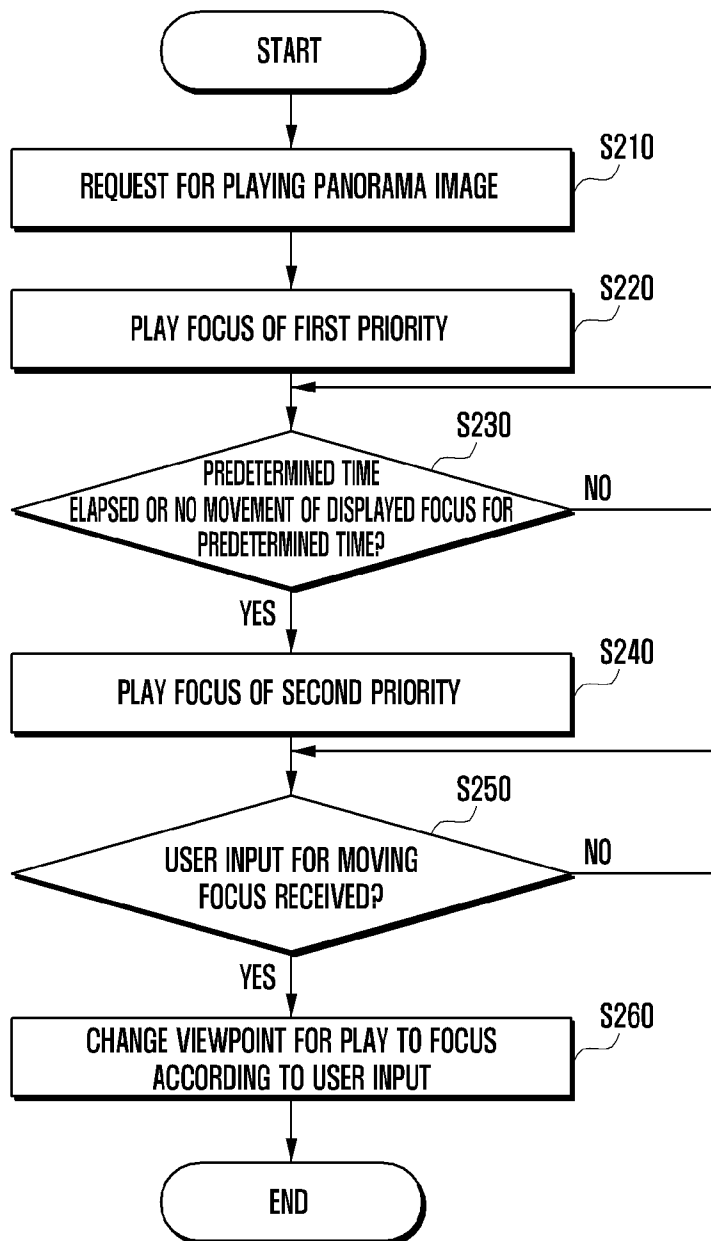 START
S210
REQUEST FOR PLAYING PANORAMA IMAGE
S220
PLAY FOCUS OF FIRST PRIORITY
S230
PREDETERMINED TIME
ELAPSED OR NO MOVEMENT OF DISPLAYED FOCUS FOR
PREDETERMINED TIME?
NO
YES
S240
PLAY FOCUS OF SECOND PRIORITY
S250
USER INPUT FOR MOVING
FOCUS RECEIVED?
NO
YES
S260
CHANGE VIEWPOINT FOR PLAY TO FOCUS
ACCORDING TO USER INPUT
END